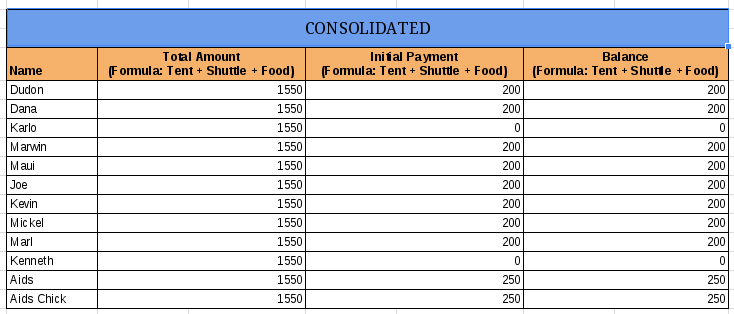 CONSOLIDATED
Name Total Amount (Formula: Tent + Shuttle + Food) Initial Payment (Formula: Tent + Shuttle + Food) Balance (Formula: Tent + Shuttle + Food)
Dudon 1550 200 200
Dana 1550 200 200
Karlo 1550 0 0
Marwin 1550 200 200
Maui 1550 200 200
Joe 1550 200 200
Kevin 1550 200 200
Mickel 1550 200 200
Marl 1550 200 200
Kenneth 1550 0 0
Aids 1550 250 250
Aids Chick 1550 250 250